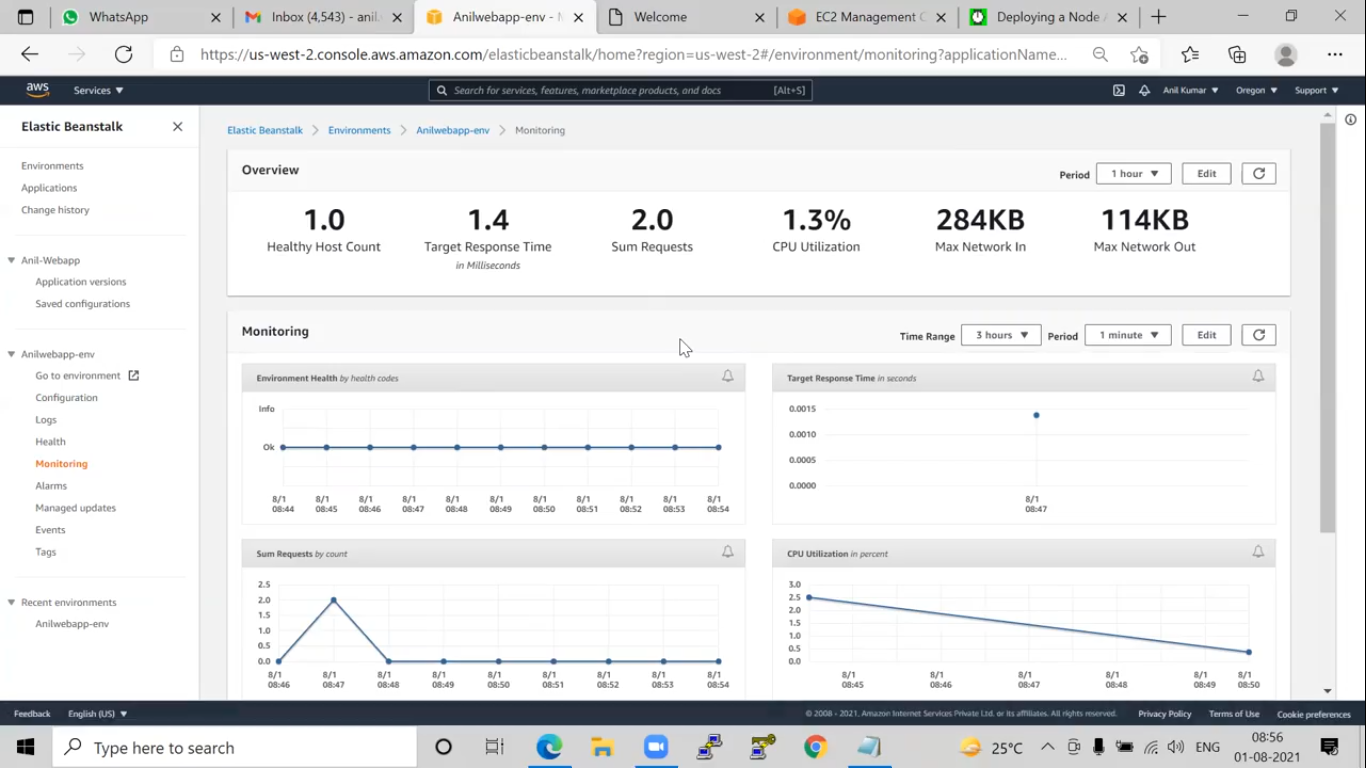 WhatsApp
Inbox (4,543) - anil.
Anilwebapp-env - 
Welcome
EC2 Management C
Deploying a Node
https://us-west-2.console.aws.amazon.com/elasticbeanstalk/home?region=us-west-2#/environment/monitoring?applicationName...
aws Services ▼ Search for services, features, marketplace products, and docs [Alt+S] Anil Kumar ▼ Oregon ▼ Support ▼
Elastic Beanstalk
Environments
Applications
Change history
Anil-Webapp
Application versions
Saved configurations
Anilwebapp-env
Go to environment
Configuration
Logs
Health
Monitoring
Alarms
Managed updates
Events
Tags
Recent environments
Anilwebapp-env
Elastic Beanstalk > Environments > Anilwebapp-env > Monitoring
Overview Period 1 hour ▼ Edit
1.0 1.4 2.0 1.3% 284KB 114KB
Healthy Host Count Target Response Time Sum Requests CPU Utilization Max Network In Max Network Out
in Milliseconds
Monitoring Time Range 3 hours ▼ Period 1 minute ▼ Edit
Environment Health by health codes
Info
Ok
8/1 8/1 8/1 8/1 8/1 8/1 8/1 8/1 8/1 8/1 8/1
08:44 08:45 08:46 08:47 08:48 08:49 08:50 08:51 08:52 08:53 08:54
Target Response Time in seconds
0.0015
0.0010
0.0005
0.0000
8/1
08:47
Sum Requests by count
2.5
2.0
1.5
1.0
0.5
0.0
8/1 8/1 8/1 8/1 8/1 8/1 8/1 8/1 8/1
08:46 08:47 08:48 08:49 08:50 08:51 08:52 08:53 08:54
CPU Utilization in percent
3.0
2.5
2.0
1.5
1.0
0.5
0.0
8/1 8/1 8/1 8/1 8/1 8/1
08:45 08:46 08:47 08:48 08:49 08:50
Feedback English (US) ▼ © 2008 - 2021, Amazon Internet Services Private Ltd. or its affiliates. All rights reserved. Privacy Policy Terms of Use Cookie preferences
Type here to search
25°C
ENG
08:56
01-08-2021